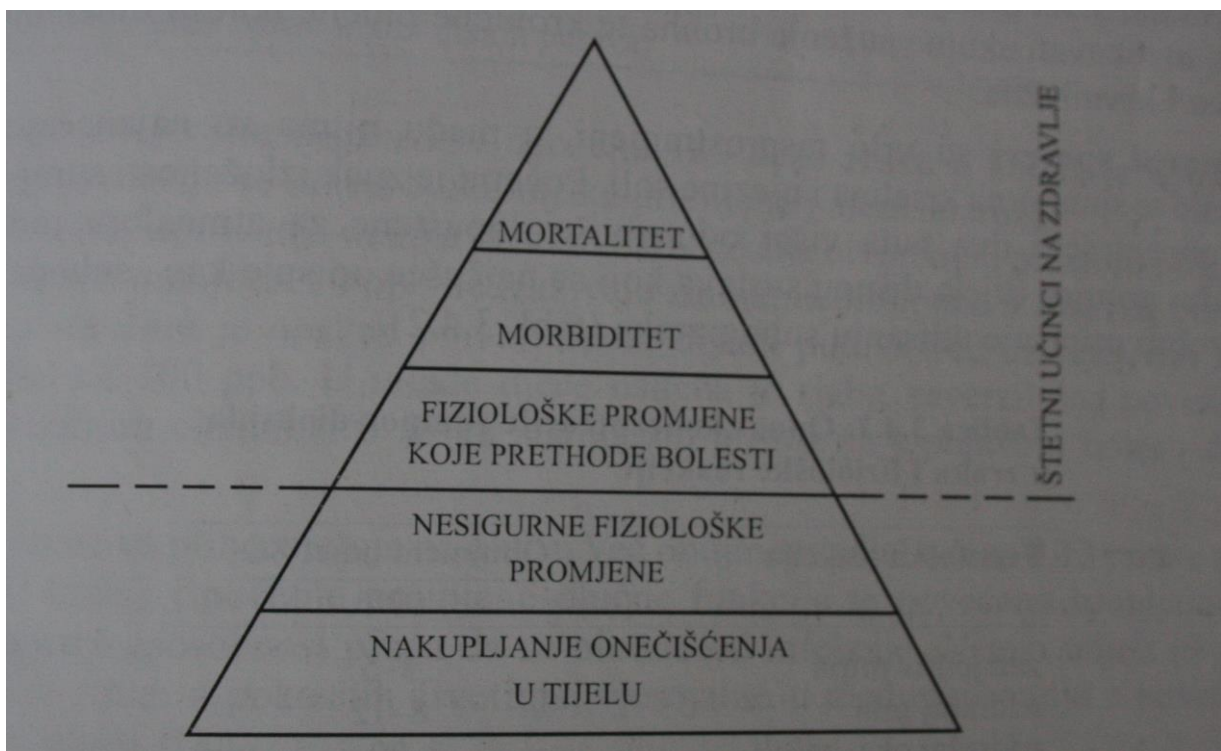 MORTALITET
MORBIDITET
FIZIOLOŠKE PROMJENE
KOJE PRETHODE BOLESTI
NESIGURNE FIZIOLOŠKE
PROMJENE
NAKUPLJANJE ONEČIŠĆENJA
U TIJELU
ŠTETNI UČINCI NA ZDRAVLJE